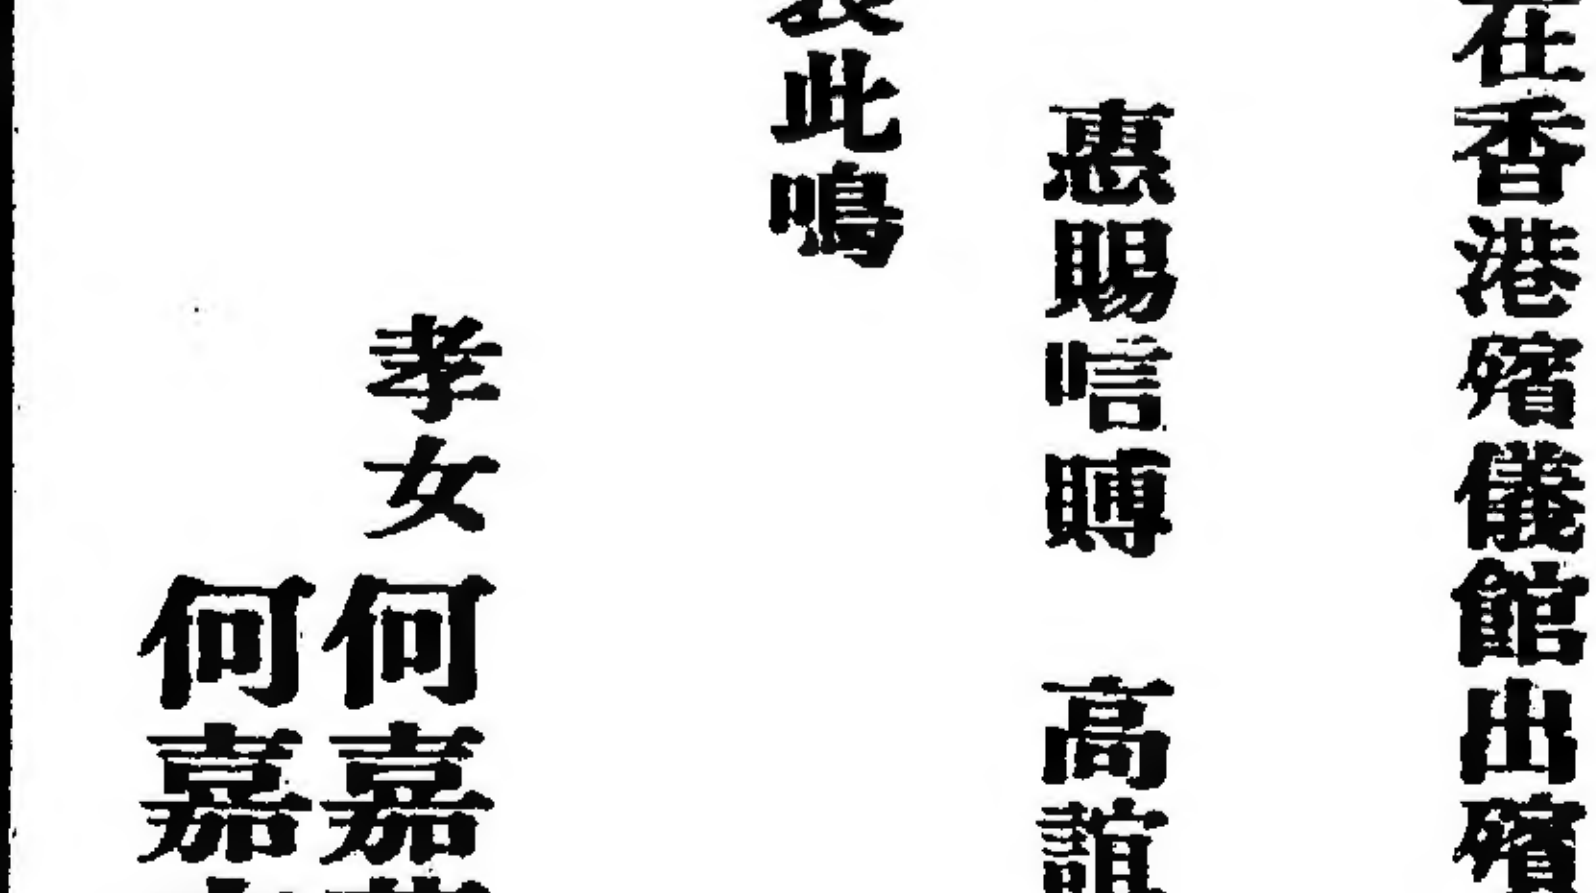 在香港殯儀館出殯
惠賜唁賻 高誼
此鳴
孝女 何嘉
何嘉